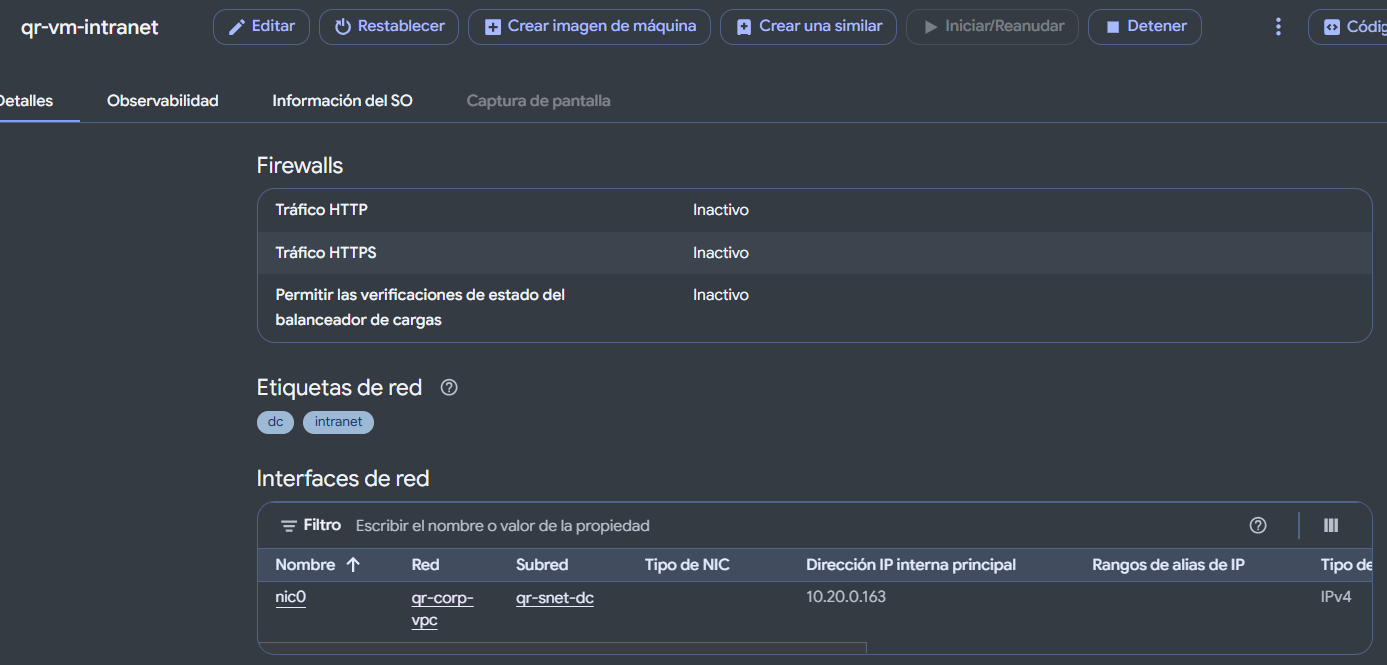 qr-vm-intranet Editar Restablecer Crear imagen de máquina Crear una similar Iniciar/Reanudar Detener
Detalles Observabilidad Información del SO Captura de pantalla
Firewalls
Tráfico HTTP Inactivo
Tráfico HTTPS Inactivo
Permitir las verificaciones de estado del Inactivo
balanceador de cargas
Etiquetas de red
dc intranet
Interfaces de red
Filtro Escribir el nombre o valor de la propiedad
Nombre Red Subred Tipo de NIC Dirección IP interna principal Rangos de alias de IP Tipo de
nic0 qr-corp- qr-snet-dc 10.20.0.163 IPv4
vpc